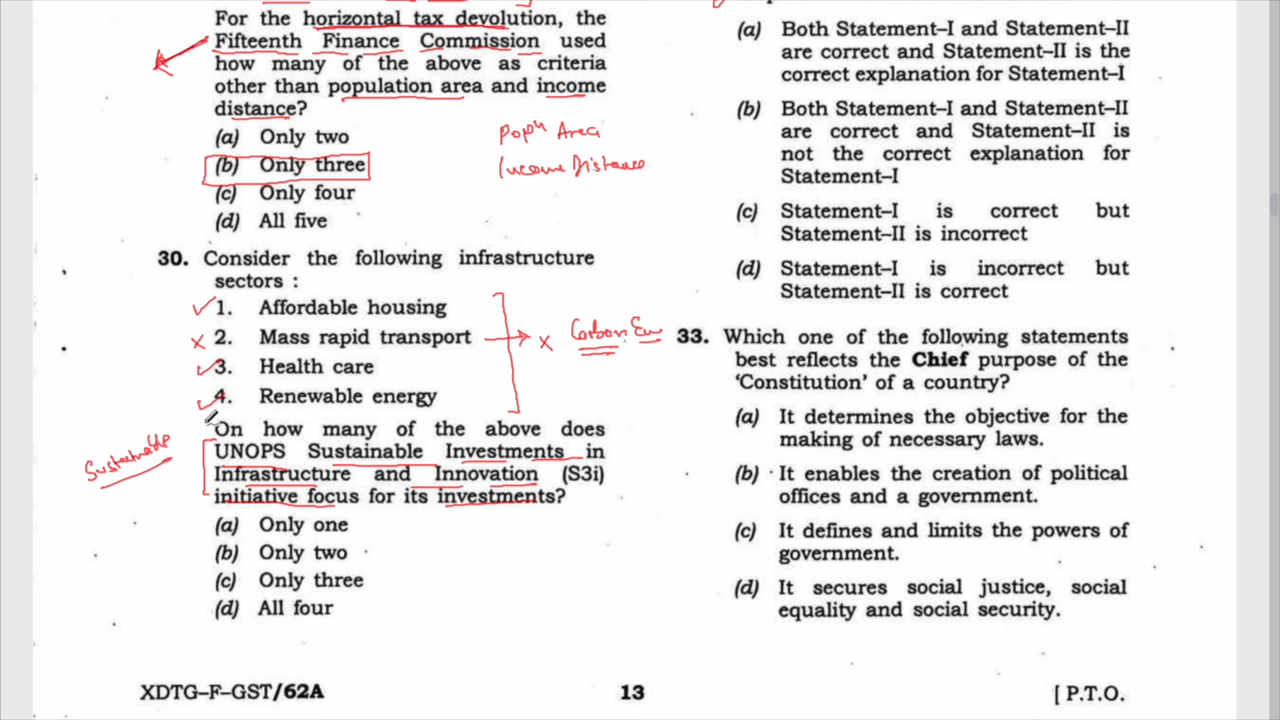 For the horizontal tax devolution, the
Fifteenth Finance Commission used
how many of the above as criteria
other than population area and income
distance?
(a) Only two
(b) Only three
(c) Only four
(d) All five
Popn Area
Income Distance
30. Consider the following infrastructure
sectors :
1. Affordable housing
2. Mass rapid transport
3. Health care
4. Renewable energy
x Carbon Em
On how many of the above does
UNOPS Sustainable Investments in
Infrastructure and Innovation (S3i)
initiative focus for its investments?
Sustainable
(a) Only one
(b) Only two
(c) Only three
(d) All four
(a) Both Statement–I and Statement–II
are correct and Statement–II is the
correct explanation for Statement–I
(b) Both Statement–I and Statement–II
are correct and Statement–II is
not the correct explanation for
Statement–I
(c) Statement–I is correct but
Statement–II is incorrect
(d) Statement–I is incorrect but
Statement–II is correct
33. Which one of the following statements
best reflects the Chief purpose of the
‘Constitution’ of a country?
(a) It determines the objective for the
making of necessary laws.
(b) It enables the creation of political
offices and a government.
(c) It defines and limits the powers of
government.
(d) It secures social justice, social
equality and social security.
XDTG–F–GST/62A
13
[ P.T.O.